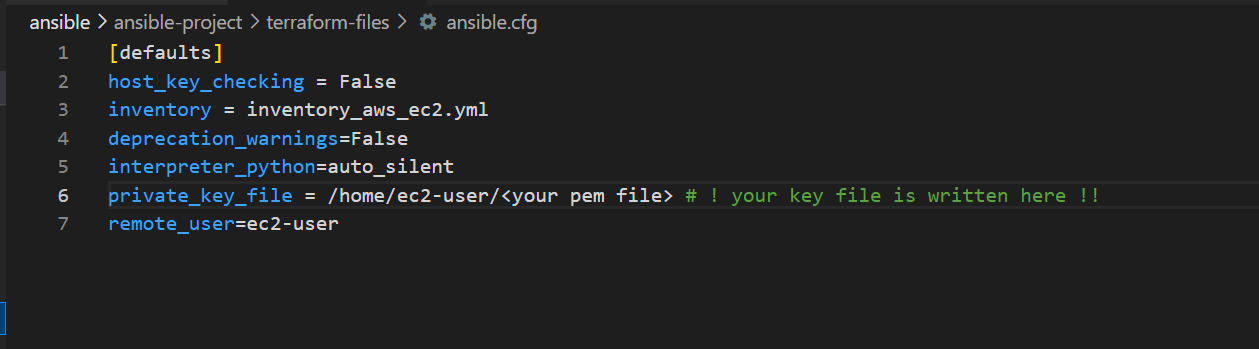 ansible > ansible-project > terraform-files > ansible.cfg
1 [defaults]
2 host_key_checking = False
3 inventory = inventory_aws_ec2.yml
4 deprecation_warnings=False
5 interpreter_python=auto_silent
6 private_key_file = /home/ec2-user/<your pem file> # ! your key file is written here !!
7 remote_user=ec2-user